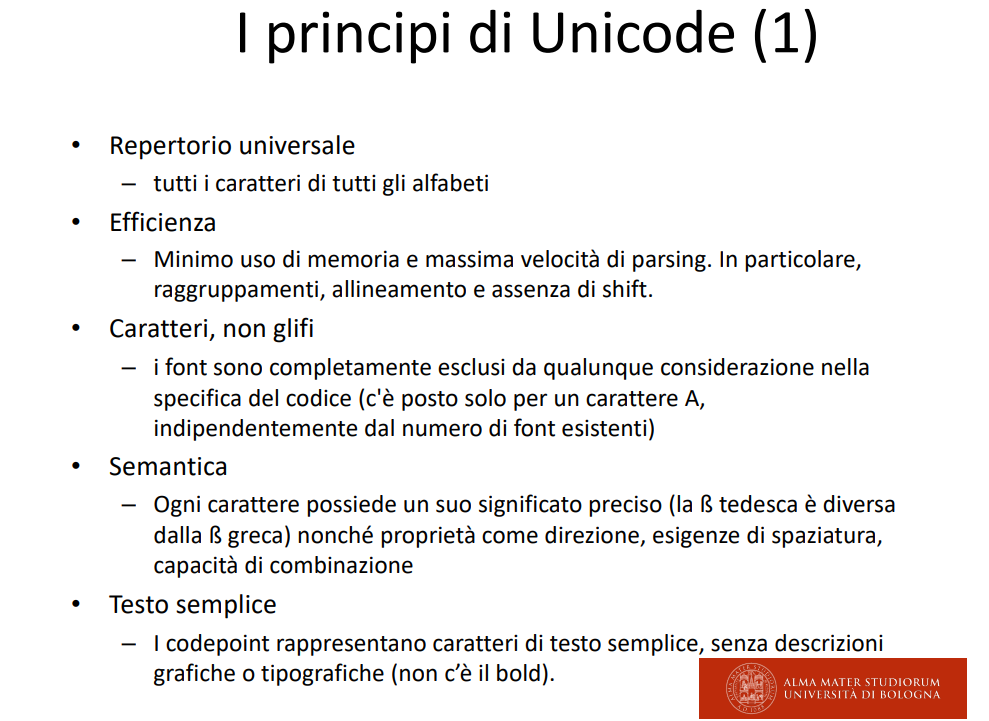 I principi di Unicode (1)
• Repertorio universale
– tutti i caratteri di tutti gli alfabeti
• Efficienza
– Minimo uso di memoria e massima velocità di parsing. In particolare,
raggruppamenti, allineamento e assenza di shift.
• Caratteri, non glifi
– i font sono completamente esclusi da qualunque considerazione nella
specifica del codice (c'è posto solo per un carattere A,
indipendentemente dal numero di font esistenti)
• Semantica
– Ogni carattere possiede un suo significato preciso (la ß tedesca è diversa
dalla ß greca) nonché proprietà come direzione, esigenze di spaziatura,
capacità di combinazione
• Testo semplice
– I codepoint rappresentano caratteri di testo semplice, senza descrizioni
grafiche o tipografiche (non c’è il bold).
ALMA MATER STUDIORUM
UNIVERSITÀ DI BOLOGNA